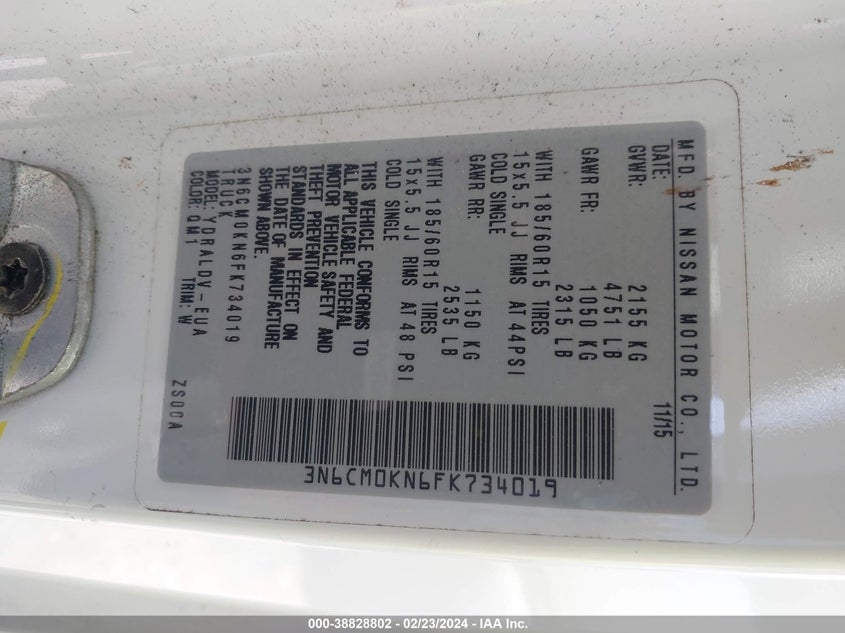 MFD. BY NISSAN MOTOR CO., LTD.
DATE: 11/15
GVWR: 2155 KG
4751 LB
GAWR FR: 1050 KG
2315 LB
WITH 185/60R15 TIRES
15x5.5 JJ RIMS AT 44PSI
COLD SINGLE
GAWR RR: 1150 KG
2535 LB
WITH 185/60R15 TIRES
15x5.5 JJ RIMS AT 48 PSI
COLD SINGLE
THIS VEHICLE CONFORMS TO
ALL APPLICABLE FEDERAL
MOTOR VEHICLE SAFETY AND
THEFT PREVENTION
STANDARDS IN EFFECT ON
THE DATE OF MANUFACTURE
SHOWN ABOVE.
3N6CM0KN6FK734019
TRUCK
MODEL: YDRALDV-EUA
COLOR: QM1 TRIM: W
ZS00A
3N6CM0KN6FK734019
000-38828802 - 02/23/2024 - IAA Inc.